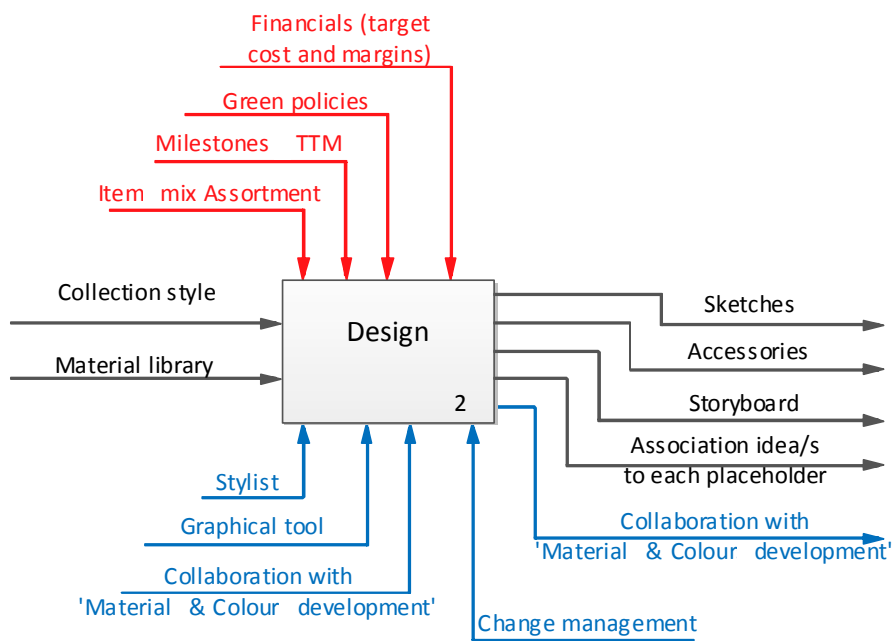 Financials (target
cost and margins)
Green policies
Milestones TTM
Item mix Assortment
Collection style
Material library
Design
2
Sketches
Accessories
Storyboard
Association idea/s
to each placeholder
Collaboration with
'Material & Colour development'
Stylist
Graphical tool
Collaboration with
'Material & Colour development'
Change management